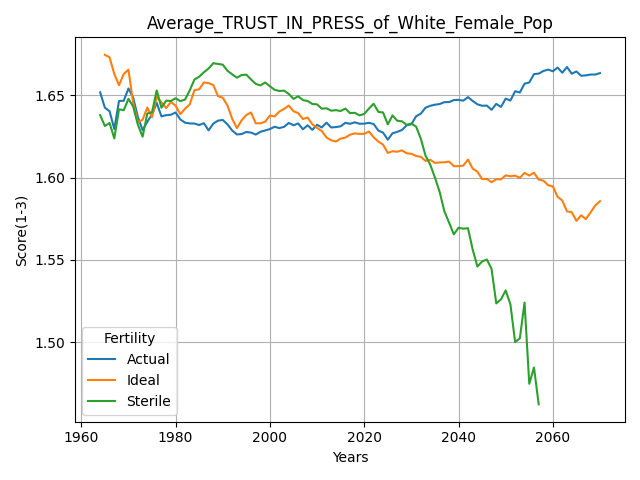 Average_TRUST_IN_PRESS_of_White_Female_Pop
Score(1-3)
1.65
1.60
1.55
1.50
Fertility
Actual
Ideal
Sterile
1960
1980
2000
2020
2040
2060
Years